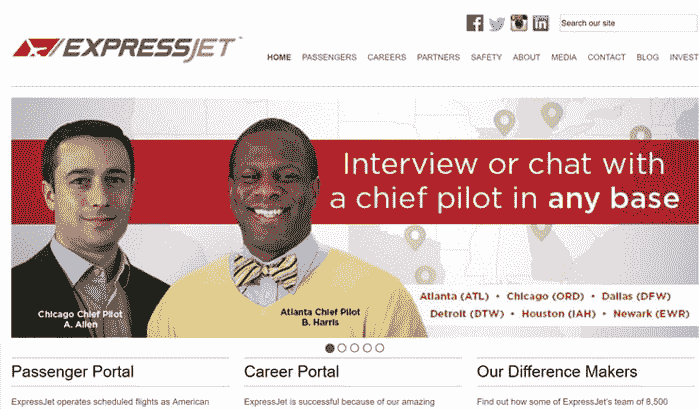 Search our site
EXPRESSJET
HOME PASSENGERS CAREERS PARTNERS SAFETY ABOUT MEDIA CONTACT BLOG INVEST
Interview or chat with
a chief pilot in any base
Chicago Chief Pilot
A. Allen
Atlanta Chief Pilot
B. Harris
Atlanta (ATL) • Chicago (ORD) • Dallas (DFW)
Detroit (DTW) • Houston (IAH) • Newark (EWR)
Passenger Portal
Career Portal
Our Difference Makers
ExpressJet operates scheduled flights as American
ExpressJet is successful because of our amazing
Find out how some of ExpressJet's team of 8,500